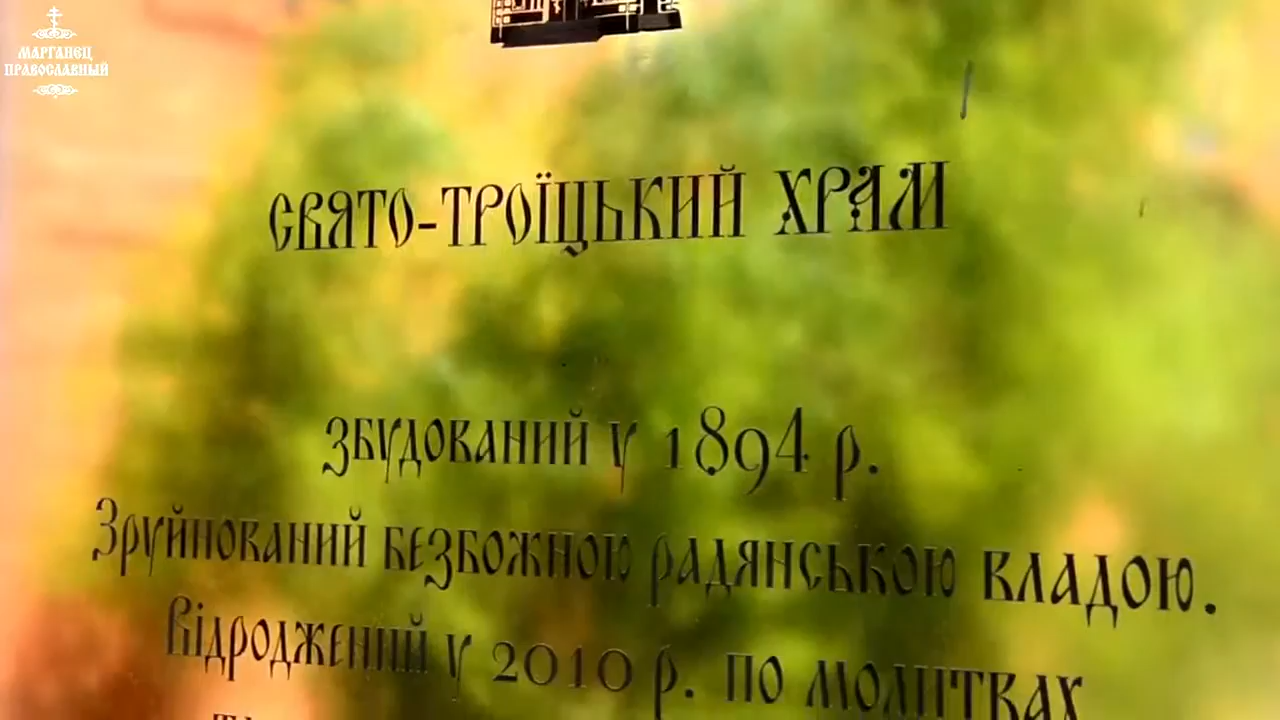 МАРГАНЕЦ
ПРАВОСЛАВНЫЙ
СВЯТО-ТРОЇЦЬКИЙ ХРАМ
збудований у 1894 р.
Зруйнований безбожною радянською владою.
Відроджений у 2010 р. по молитвах